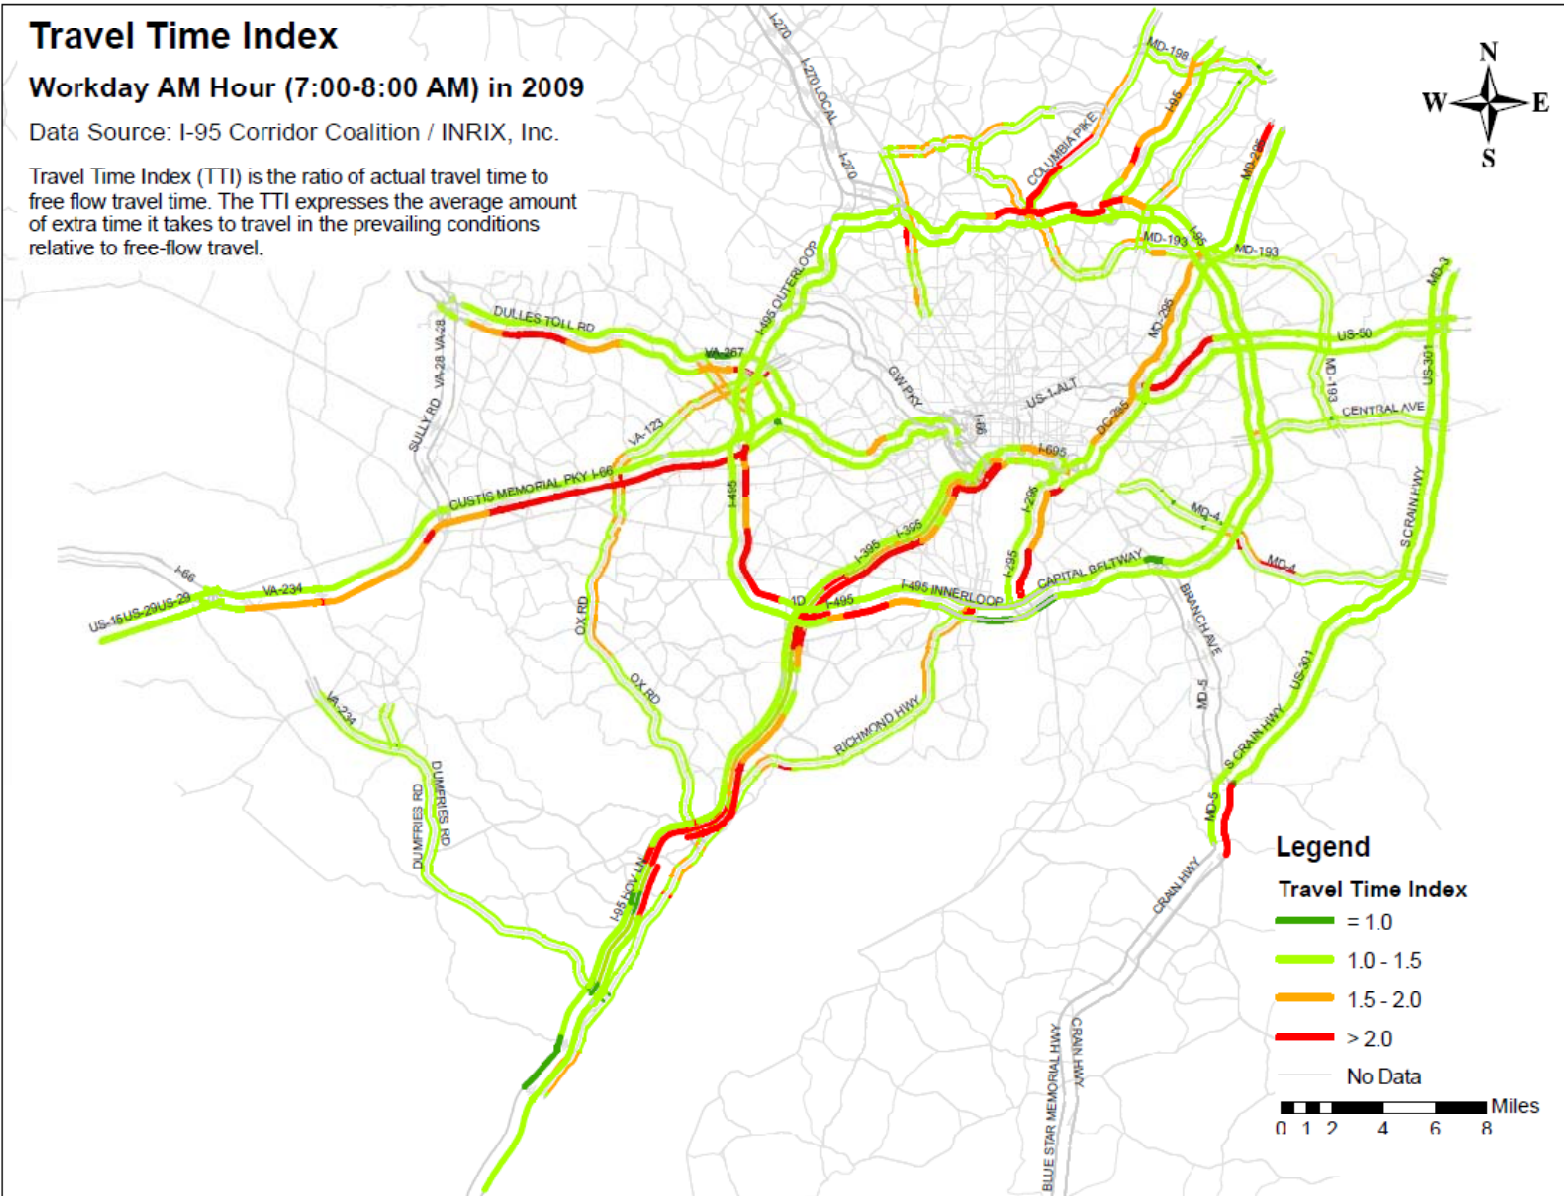 Travel Time Index
Workday AM Hour (7:00-8:00 AM) in 2009
Data Source: I-95 Corridor Coalition / INRIX, Inc.
Travel Time Index (TTI) is the ratio of actual travel time to
free flow travel time. The TTI expresses the average amount
of extra time it takes to travel in the prevailing conditions
relative to free-flow travel.
N
W
E
S
I-270
I-270 LOCAL
I-270
MD-198
I-95
COLUMBIA PIKE
MD-295
I-495 OUTERLOOP
MD-193
I-95
MD-193
MD-3
DULLES TOLL RD
VA-28
VA-28
VA-267
MD-295
US-50
US-301
GW PKY
US-1-ALT
MD-193
CENTRAL AVE
SULLY RD
VA-123
I-66
DC-295
I-695
CUSTIS MEMORIAL PKY I-66
I-495
I-295
MD-4
S CRAIN HWY
I-395
I-395
I-66
VA-234
US-15
US-29
US-29
I-295
CAPITAL BELTWAY
MD-4
I-495 INNERLOOP
1D
I-495
BRANCH AVE
OX RD
OX RD
MD-5
US-301
VA-234
RICHMOND HWY
S CRAIN HWY
DUMFRIES RD
DUMFRIES RD
MD-5
I-95 HOV LN
CRAIN HWY
BLUE STAR MEMORIAL HWY
CRAIN HWY
Legend
Travel Time Index
= 1.0
1.0 - 1.5
1.5 - 2.0
> 2.0
No Data
Miles
0 1 2 4 6 8